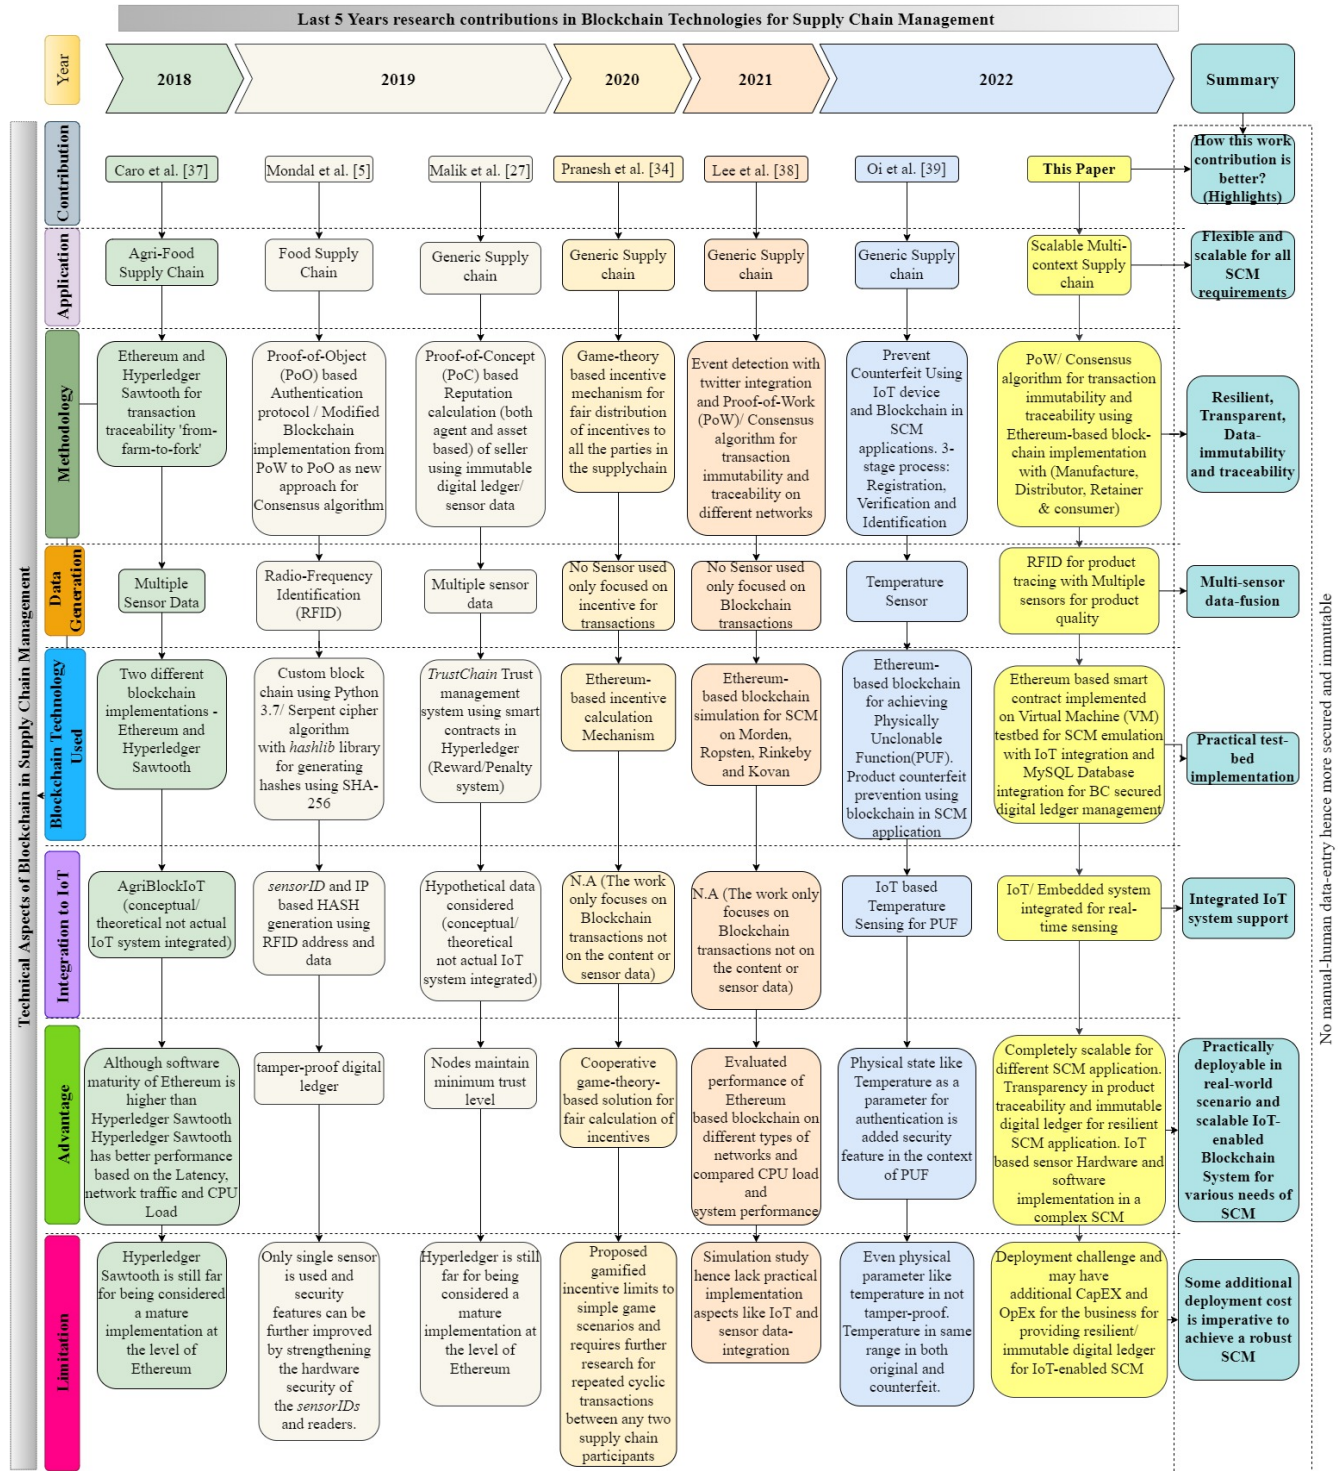 Last 5 Years research contributions in Blockchain Technologies for Supply Chain Management
Year
2018
2019
2020
2021
2022
Summary
Technical Aspects of Blockchain in Supply Chain Management
Contribution
Caro et al. [37]
Mondal et al. [5]
Malik et al. [27]
Pranesh et al. [34]
Lee et al. [38]
Oi et al. [39]
This Paper
How this work
contribution is
better?
(Highlights)
Application
Agri-Food
Supply Chain
Food Supply
Chain
Generic Supply
chain
Generic Supply
chain
Generic Supply
chain
Generic Supply
chain
Scalable Multi-
context Supply
chain
Flexible and
scalable for all
SCM
requirements
Methodology
Ethereum and
Hyperledger
Sawtooth for
transaction
traceability 'from-
farm-to-fork'
Proof-of-Object
(PoO) based
Authentication
protocol / Modified
Blockchain
implementation from
PoW to PoO as new
approach for
Consensus algorithm
Proof-of-Concept
(PoC) based
Reputation
calculation (both
agent and asset
based) of seller
using immutable
digital ledger/
sensor data
Game-theory
based incentive
mechanism for
fair distribution
of incentives to
all the parties
in the supplychain
Event detection with
twitter integration
and Proof-of-Work
(PoW)/ Consensus
algorithm for
transaction
immutability and
traceability on
different networks
Prevent
Counterfeit Using
IoT device
and Blockchain in
SCM
applications. 3-
stage process:
Registration,
Verification and
Identification
PoW/ Consensus
algorithm for transaction
immutability and
traceability using
Ethereum-based block-
chain implementation
with (Manufacture,
Distributor, Retainer
& consumer)
Resilient,
Transparent,
Data-
immutability
and traceability
Data
Generation
Multiple
Sensor Data
Radio-Frequency
Identification
(RFID)
Multiple sensor
data
No Sensor used
only focused on
incentive for
transactions
No Sensor used
only focused on
Blockchain
transactions
Temperature
Sensor
RFID for product
tracing with Multiple
sensors for product
quality
Multi-sensor
data-fusion
Blockchain Technology
Used
Two different
blockchain
implementations -
Ethereum and
Hyperledger
Sawtooth
Custom block
chain using Python
3.7/ Serpent cipher
algorithm
with hashlib library
for generating
hashes using SHA-
256
TrustChain Trust
management
system using smart
contracts in
Hyperledger
(Reward/Penalty
system)
Ethereum-
based incentive
calculation
Mechanism
Ethereum-
based blockchain
simulation for SCM
on Morden,
Ropsten, Rinkeby
and Kovan
Ethereum-
based blockchain
for achieving
Physically
Unclonable
Function(PUF).
Product counterfeit
prevention using
blockchain in SCM
application
Ethereum based smart
contract implemented
on Virtual Machine (VM)
testbed for SCM emulation
with IoT integration and
MySQL Database
integration for BC secured
digital ledger management
Practical test-
bed
implementation
Integration to IoT
AgriBlockIoT
(conceptual/
theoretical not actual
IoT system integrated)
sensorID and IP
based HASH
generation using
RFID address and
data
Hypothetical data
considered
(conceptual/
theoretical
not actual IoT
system integrated)
N.A (The work
only focuses on
Blockchain
transactions not
on the content or
sensor data)
N.A (The work only
focuses on
Blockchain
transactions not on
the content or
sensor data)
IoT based
Temperature
Sensing for PUF
IoT/ Embedded system
integrated for real-
time sensing
Integrated IoT
system support
Advantage
Although software
maturity of Ethereum is
higher than
Hyperledger Sawtooth
Hyperledger Sawtooth
has better performance
based on the Latency,
network traffic and CPU
Load
tamper-proof digital
ledger
Nodes maintain
minimum trust
level
Cooperative
game-theory-
based solution for
fair calculation of
incentives
Evaluated
performance of
Ethereum
based blockchain on
different types of
networks and
compared CPU load
and
system performance
Physical state like
Temperature as a
parameter for
authentication is
added security
feature in the context
of PUF
Completely scalable for
different SCM application.
Transparency in product
traceability and immutable
digital ledger for resilient
SCM application. IoT
based sensor Hardware and
software
implementation in a
complex SCM
Practically
deployable in
real-world
scenario and
scalable IoT-
enabled
Blockchain
System for
various needs of
SCM
Limitation
Hyperledger
Sawtooth is still far
for being considered
a mature
implementation at
the level of
Ethereum
Only single sensor
is used and
security
features can be
further improved
by strengthening
the hardware
security of
the sensorIDs
and readers.
Hyperledger is still
far for being
considered a
mature
implementation at
the level of
Ethereum
Proposed
gamified
incentive limits to
simple game
scenarios and
requires further
research for
repeated cyclic
transactions
between any two
supply chain
participants
Simulation study
hence lack practical
implementation
aspects like IoT and
sensor data-
integration
Even physical
parameter like
temperature in not
tamper-proof.
Temperature in same
range in both
original and
counterfeit.
Deployment challenge and
may have
additional CapEX and
OpEx for the business for
providing resilient/
immutable digital ledger
for IoT-enabled SCM
Some additional
deployment cost
is imperative to
achieve a robust
SCM
No manual-human data-entry hence more secured and immutable